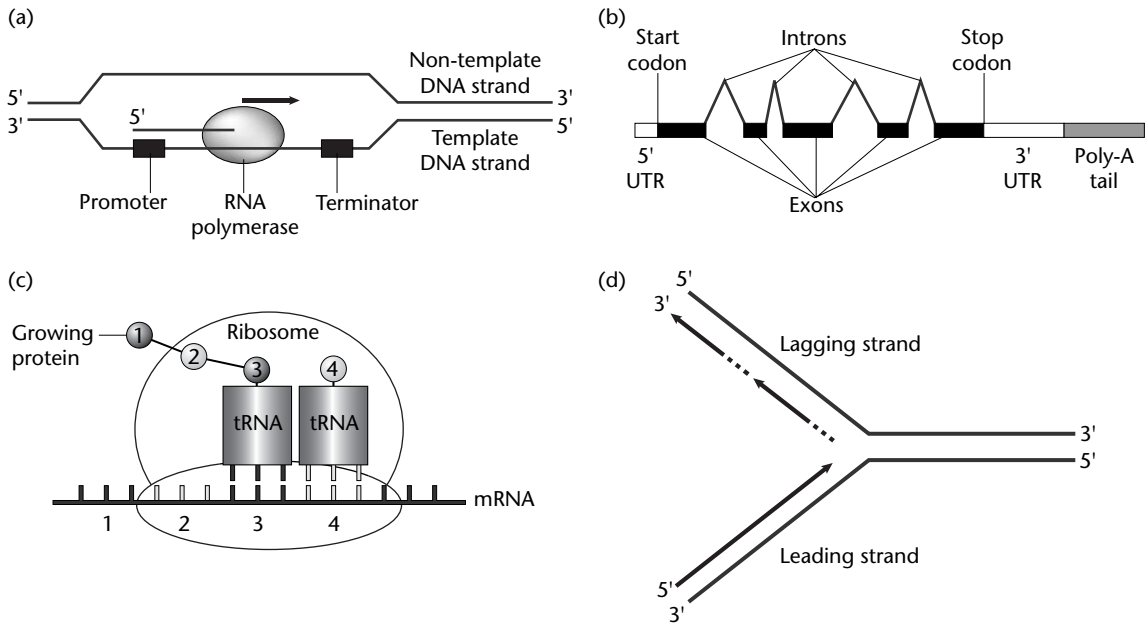 (a)
Non-template
DNA strand
5'
3'
3'
5'
5'
Template
DNA strand
Promoter
RNA
polymerase
Terminator
(b)
Start
codon
Introns
Stop
codon
5'
UTR
Exons
3'
UTR
Poly-A
tail
(c)
Growing
protein
1
2
3
4
Ribosome
tRNA
tRNA
mRNA
1
2
3
4
(d)
5'
3'
Lagging strand
3'
5'
Leading strand
5'
3'